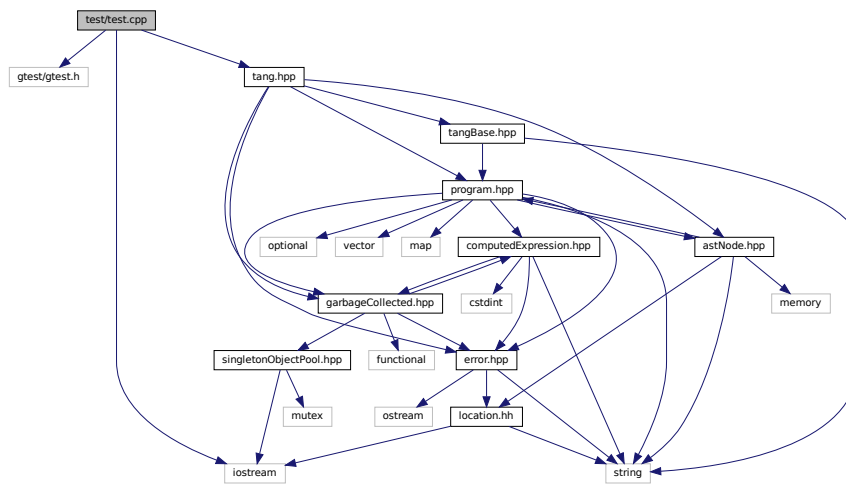 test/test.cpp
gtest/gtest.h
tang.hpp
tangBase.hpp
program.hpp
optional
vector
map
computedExpression.hpp
astNode.hpp
garbageCollected.hpp
cstdint
memory
singletonObjectPool.hpp
functional
error.hpp
mutex
ostream
location.hh
iostream
string